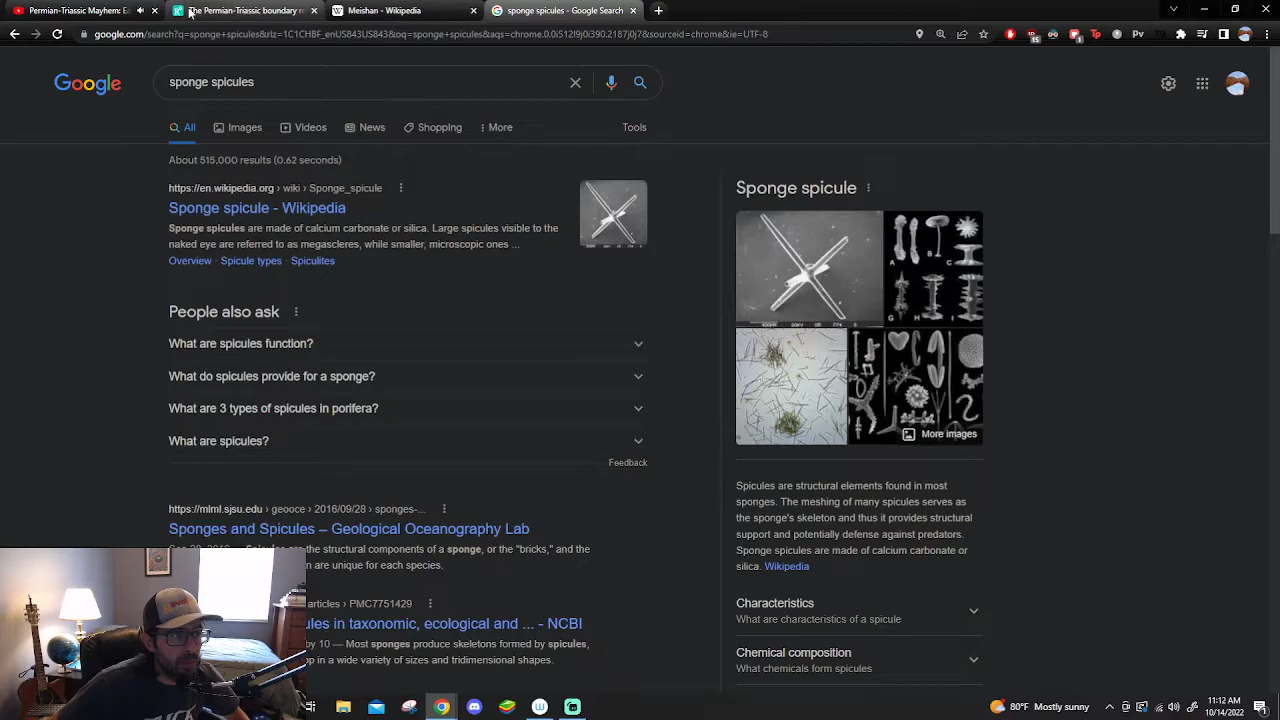 Permian-Triassic Mayhem: Ea
The Permian-Triassic boundary ro
Meishan - Wikipedia
sponge spicules - Google Search
google.com/search?q=sponge+spicules&rlz=1C1CHBF_enUS843US843&oq=sponge+spicules&aqs=chrome.0.0i512l9j0i390.2187j0j7&sourceid=chrome&ie=UTF-8
Google
sponge spicules
All
Images
Videos
News
Shopping
More
Tools
About 515,000 results (0.62 seconds)
https://en.wikipedia.org › wiki › Sponge_spicule
Sponge spicule - Wikipedia
Sponge spicules are made of calcium carbonate or silica. Large spicules visible to the
naked eye are referred to as megascleres, while smaller, microscopic ones ...
Overview · Spicule types · Spiculites
People also ask
What are spicules function?
What do spicules provide for a sponge?
What are 3 types of spicules in porifera?
What are spicules?
Feedback
https://mlml.sjsu.edu › geooce › 2016/09/28 › sponges-...
Sponges and Spicules – Geological Oceanography Lab
the structural components of a sponge, or the "bricks," and the
n are unique for each species.
articles › PMC7751429
ules in taxonomic, ecological and ... - NCBI
by 10 — Most sponges produce skeletons formed by spicules,
op in a wide variety of sizes and tridimensional shapes.
Sponge spicule
A
B
C
G
H
I
More images
Spicules are structural elements found in most
sponges. The meshing of many spicules serves as
the sponge's skeleton and thus it provides structural
support and potentially defense against predators.
Sponge spicules are made of calcium carbonate or
silica. Wikipedia
Characteristics
What are characteristics of a spicule
Chemical composition
What chemicals form spicules
80°F Mostly sunny
11:12 AM
10/14/2022